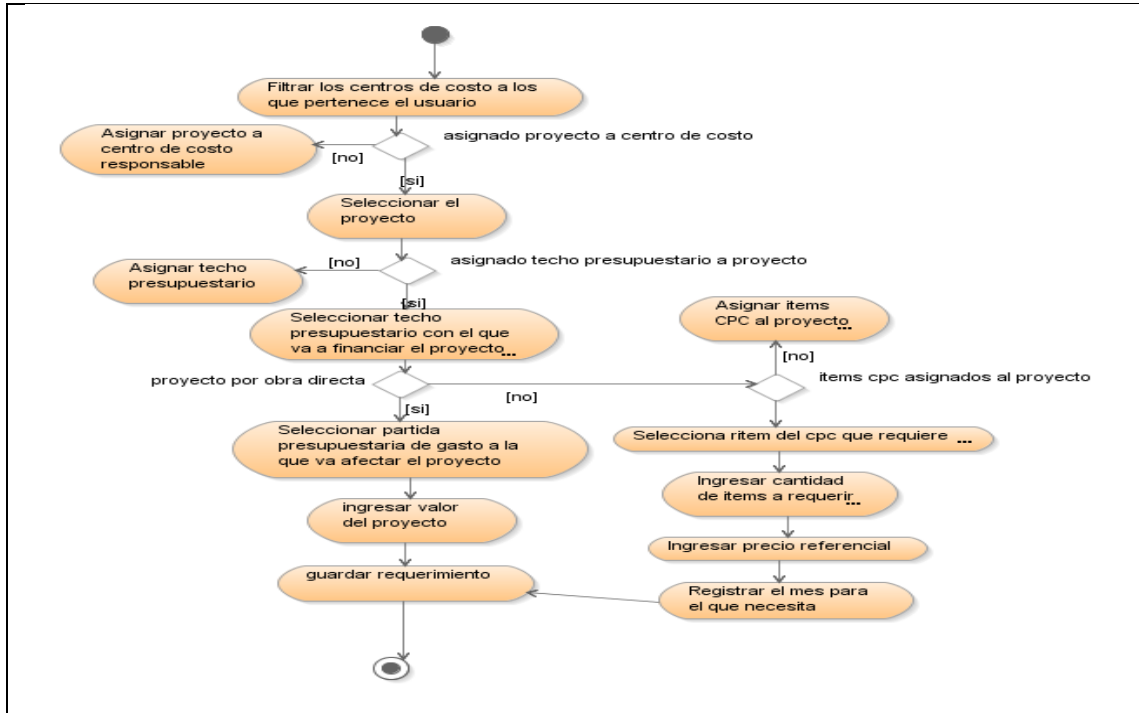 Filtrar los centros de costo a los
que pertenece el usuario
asignado proyecto a centro de costo
Asignar proyecto a
centro de costo
responsable
[no]
[si]
Seleccionar el
proyecto
asignado techo presupuestario a proyecto
[no]
Asignar techo
presupuestario
[si]
Seleccionar techo
presupuestario con el que
va a financiar el proyecto...
Asignar items
CPC al proyecto ...
[no]
proyecto por obra directa
[no]
items cpc asignados al proyecto
[si]
Seleccionar partida
presupuestaria de gasto a la
que va afectar el proyecto
Selecciona ritem del cpc que requiere ...
Ingresar cantidad
de items a requerir...
ingresar valor
del proyecto
Ingresar precio referencial
guardar requerimiento
Registrar el mes para
el que necesita